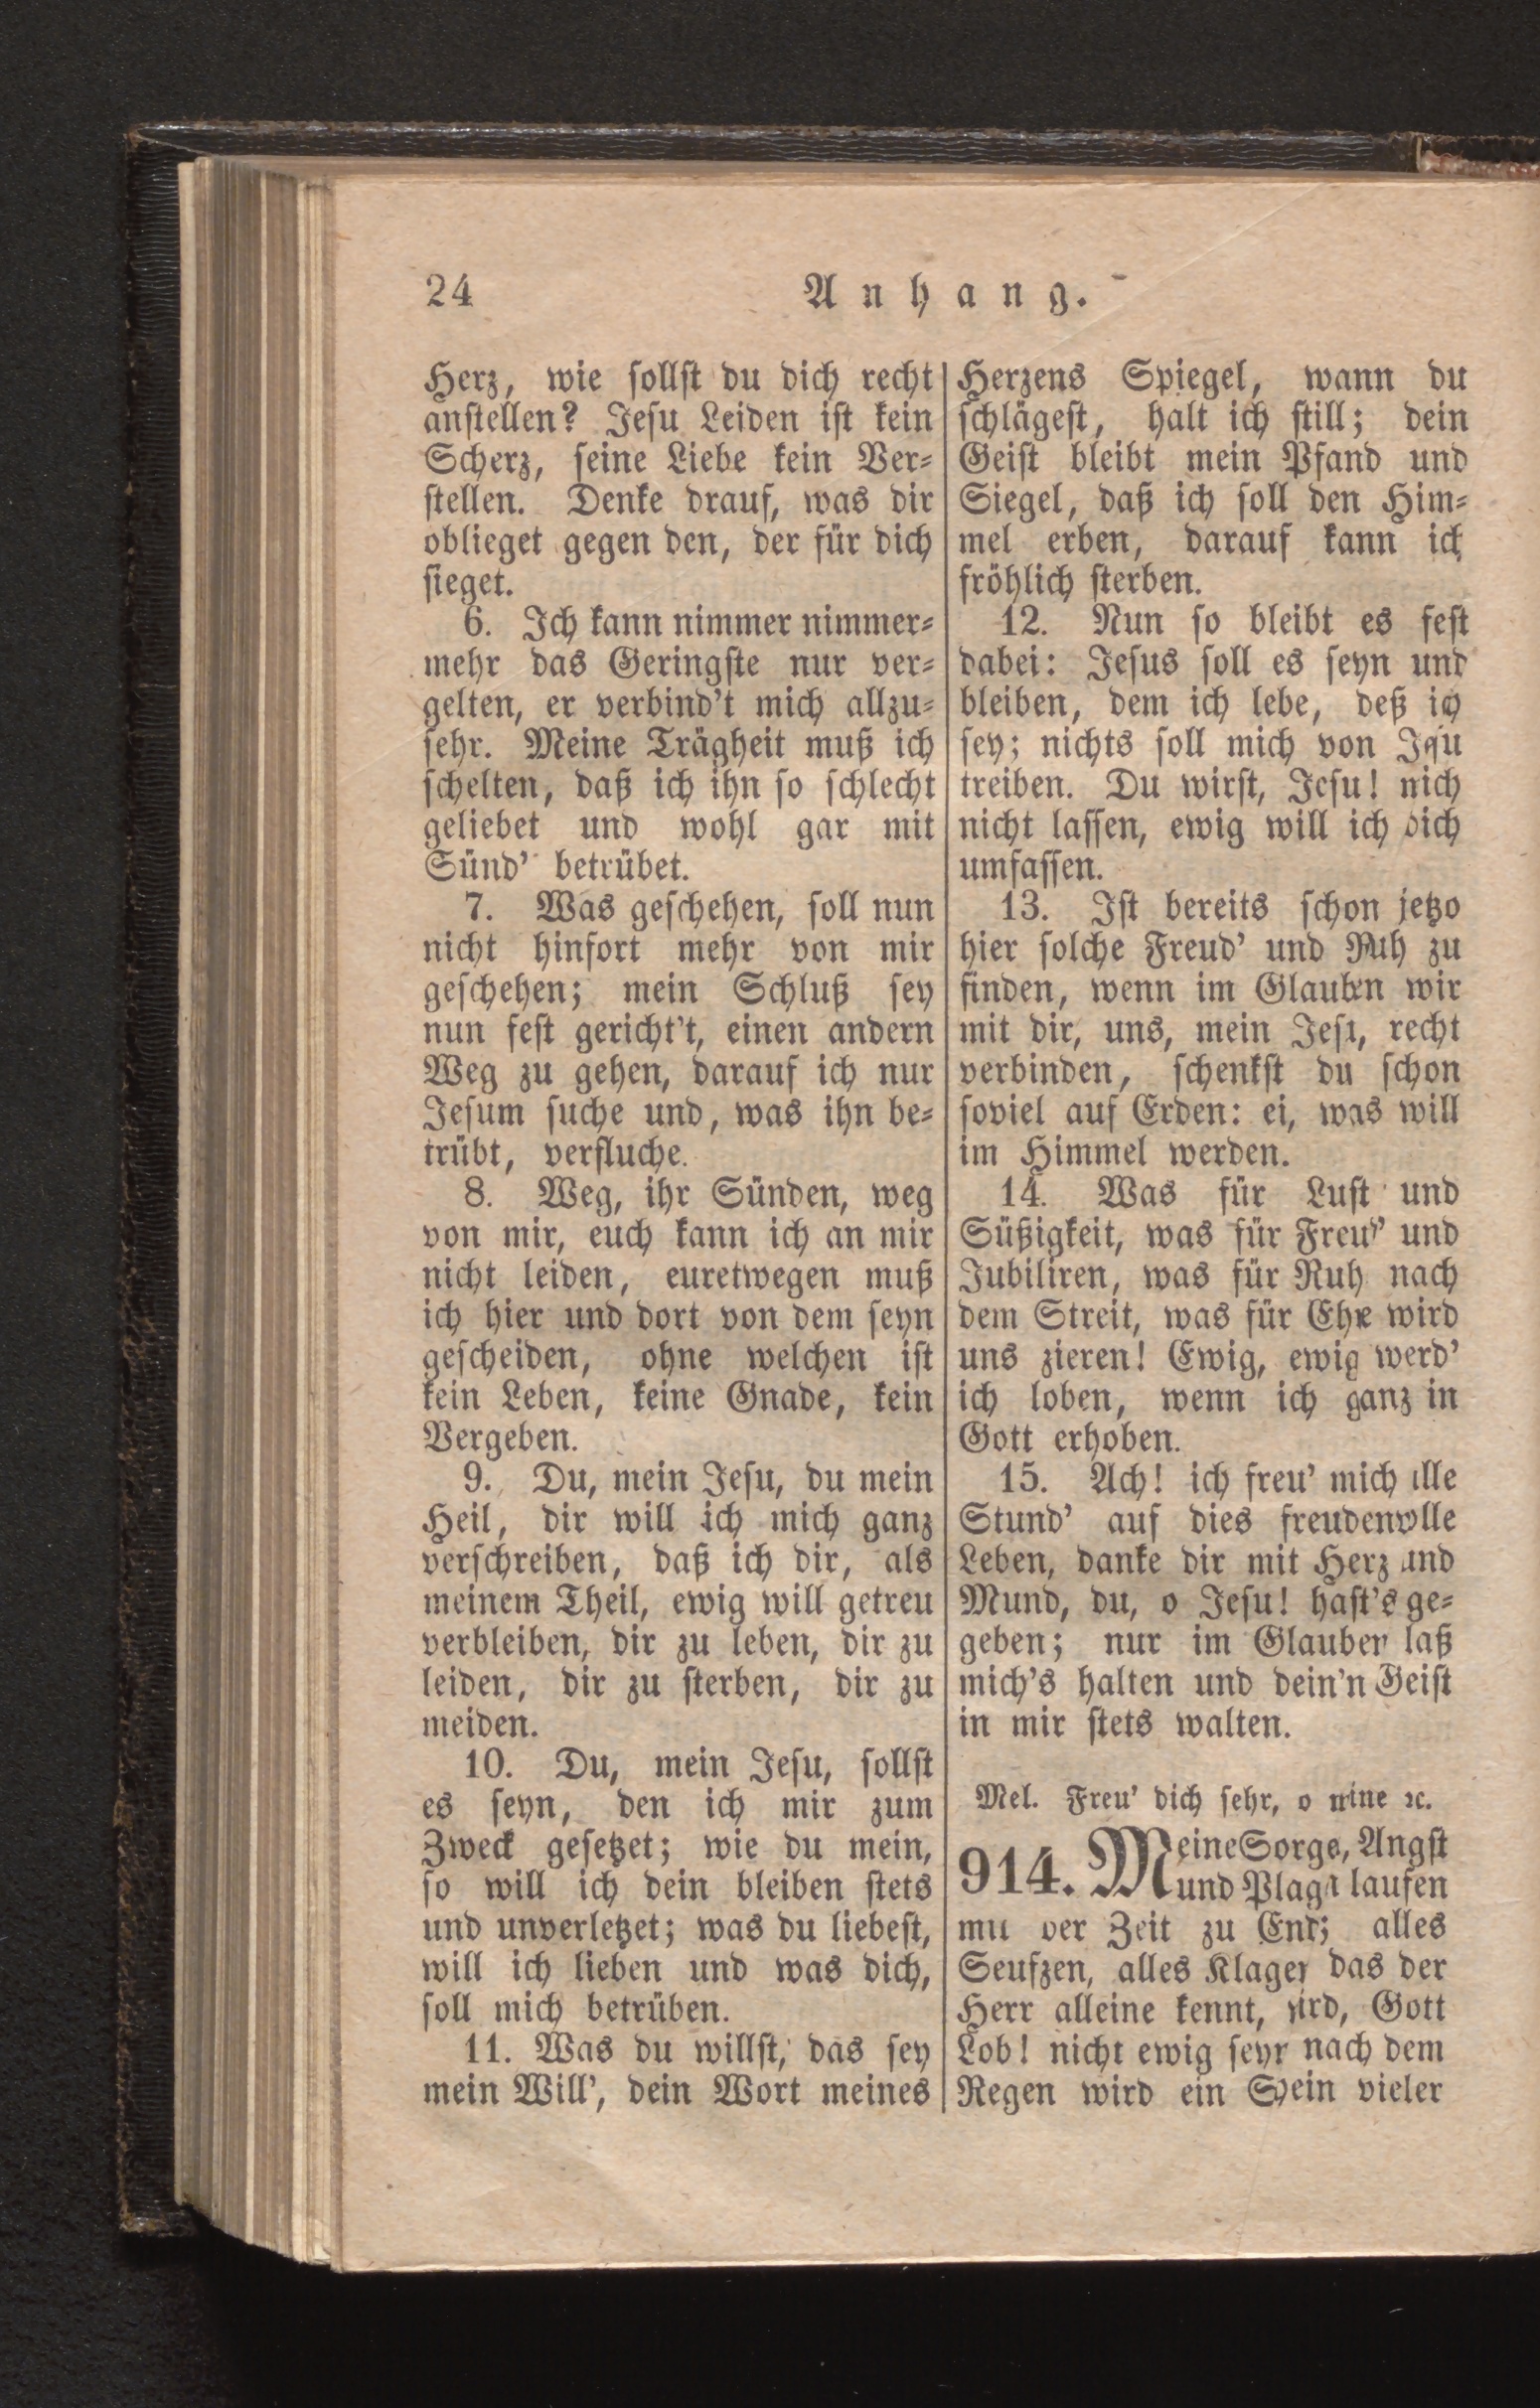 24
Anhang.
Herz, wie sollst du dich recht
anstellen? Jesu Leiden ist kein
Scherz, seine Liebe kein Ver-
stellen. Denke drauf, was dir
oblieget gegen den, der für dich
sieget.
6. Ich kann nimmer nimmer-
mehr das Geringste nur ver-
gelten, er verbind't mich allzu-
sehr. Meine Trägheit muß ich
schelten, daß ich ihn so schlecht
geliebet und wohl gar mit
Sünd' betrübet.
7. Was geschehen, soll nun
nicht hinfort mehr von mir
geschehen; mein Schluß sey
nun fest gericht't, einen andern
Weg zu gehen, darauf ich nur
Jesum suche und, was ihn be-
trübt, verfluche.
8. Weg, ihr Sünden, weg
von mir, euch kann ich an mir
nicht leiden, euretwegen muß
ich hier und dort von dem seyn
gescheiden, ohne welchen ist
kein Leben, keine Gnade, kein
Vergeben.
9. Du, mein Jesu, du mein
Heil, dir will ich mich ganz
verschreiben, daß ich dir, als
meinem Theil, ewig will getreu
verbleiben, dir zu leben, dir zu
leiden, dir zu sterben, dir zu
meiden.
10. Du, mein Jesu, sollst
es seyn, den ich mir zum
Zweck gesetzet; wie du mein,
so will ich dein bleiben stets
und unverletzet; was du liebest,
will ich lieben und was dich,
soll mich betrüben.
11. Was du willst, das sey
mein Will', dein Wort meines
Herzens Spiegel, wann du
schlägest, halt ich still; dein
Geist bleibt mein Pfand und
Siegel, daß ich soll den Him-
mel erben, darauf kann ich
fröhlich sterben.
12. Nun so bleibt es fest
dabei: Jesus soll es seyn und
bleiben, dem ich lebe, deß ich
sey; nichts soll mich von Jesu
treiben. Du wirst, Jesu! mich
nicht lassen, ewig will ich dich
umfassen.
13. Ist bereits schon jetzo
hier solche Freud' und Ruh zu
finden, wenn im Glauben wir
mit dir, uns, mein Jesu, recht
verbinden, schenkst du schon
soviel auf Erden: ei, was will
im Himmel werden.
14. Was für Lust und
Süßigkeit, was für Freud' und
Jubiliren, was für Ruh nach
dem Streit, was für Ehre wird
uns zieren! Ewig, ewig werd'
ich loben, wenn ich ganz in
Gott erhoben.
15. Ach! ich freu' mich alle
Stund' auf dies freudenvolle
Leben, danke dir mit Herz und
Mund, du, o Jesu! hast's ge-
geben; nur im Glauben laß
mich's halten und dein'n Geist
in mir stets walten.
Mel. Freu' dich sehr, o meine ꝛc.
914. Meine Sorge, Angst
und Plage laufen
mit der Zeit zu End; alles
Seufzen, alles Klagen das der
Herr alleine kennt, wird, Gott
Lob! nicht ewig seyn nach dem
Regen wird ein Schein vieler